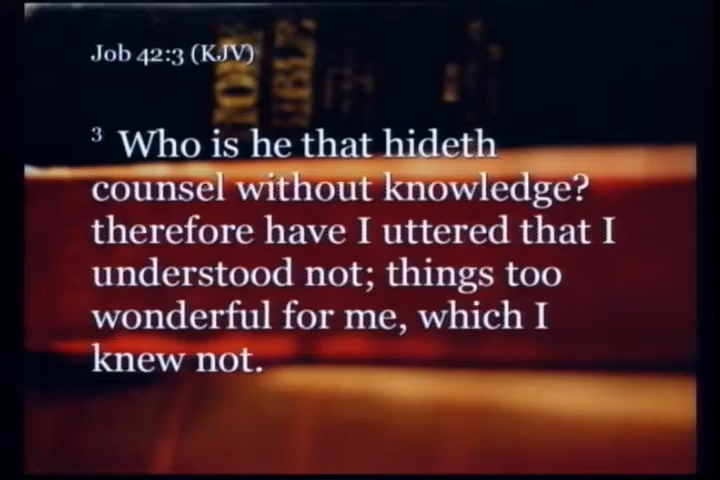 Job 42:3 (KJV)
3 Who is he that hideth
counsel without knowledge?
therefore have I uttered that I
understood not; things too
wonderful for me, which I
knew not.